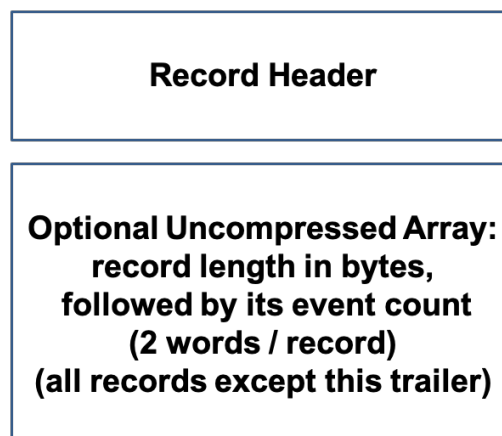 Record Header
Optional Uncompressed Array:
record length in bytes,
followed by its event count
(2 words / record)
(all records except this trailer)